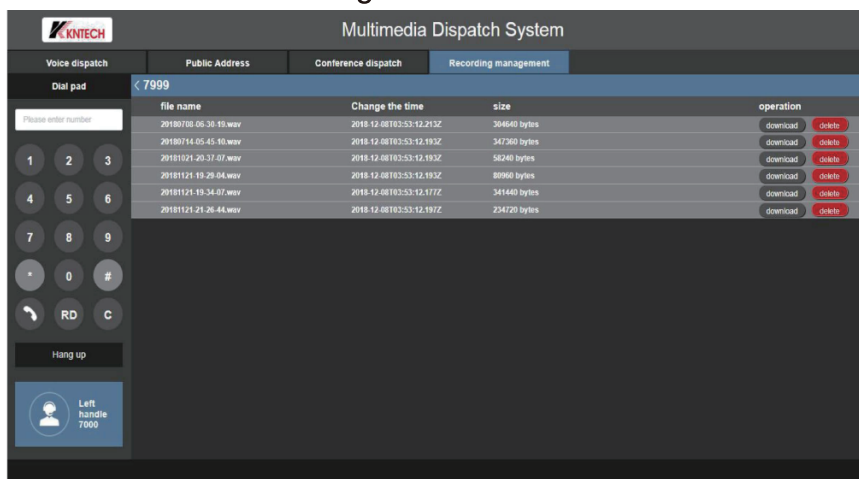 KNTECH
Multimedia Dispatch System
Voice dispatch Public Address Conference dispatch Recording management
Dial pad
< 7999
Please enter number
file name Change the time size operation
20180708-06-30-19.wav 2018-12-08T03:53:12.213Z 304640 bytes download delete
20180714-05-45-10.wav 2018-12-08T03:53:12.193Z 347360 bytes download delete
20181021-20-37-07.wav 2018-12-08T03:53:12.193Z 58240 bytes download delete
20181121-19-29-04.wav 2018-12-08T03:53:12.193Z 80960 bytes download delete
20181121-19-34-07.wav 2018-12-08T03:53:12.177Z 341440 bytes download delete
20181121-21-26-44.wav 2018-12-08T03:53:12.197Z 234720 bytes download delete
1 2 3
4 5 6
7 8 9
* 0 #
RD C
Hang up
Left
handle
7000